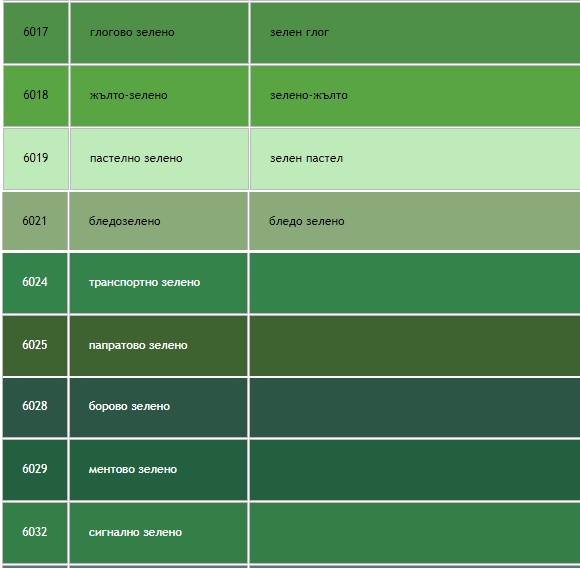 6017 глогово зелено зелен глог
6018 жълто-зелено зелено-жълто
6019 пастелно зелено зелен пастел
6021 бледозелено бледо зелено
6024 транспортно зелено
6025 папратово зелено
6028 борово зелено
6029 ментово зелено
6032 сигнално зелено